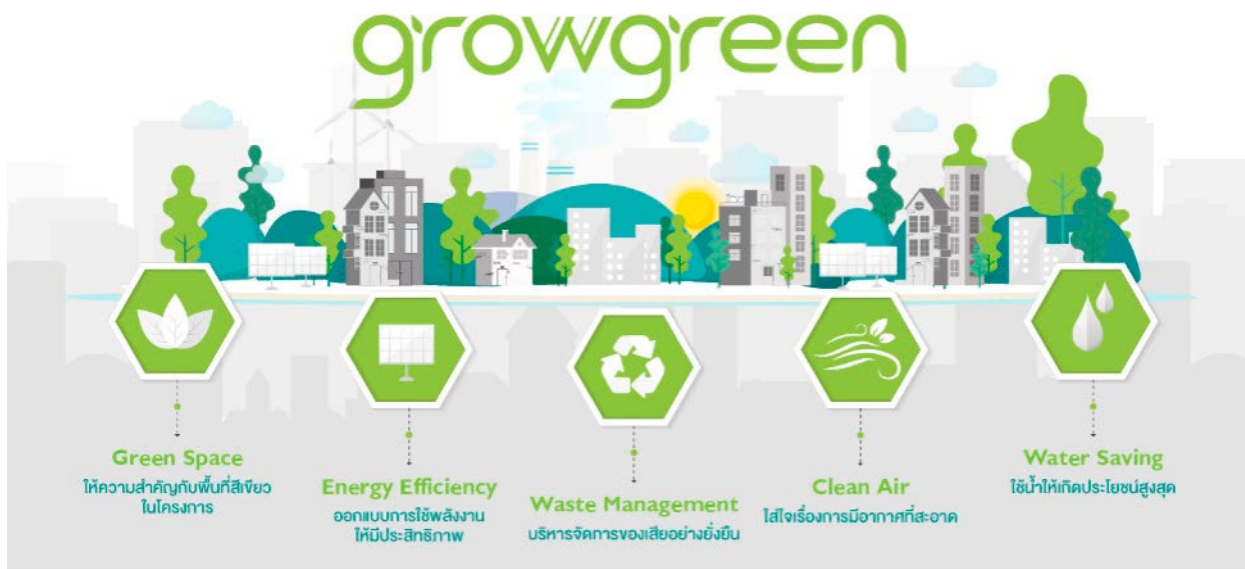 growgreen
Green Space
ให้ความสำคัญกับพื้นที่สีเขียว
ในโครงการ
Energy Efficiency
ออกแบบการใช้พลังงาน
ให้มีประสิทธิภาพ
Waste Management
บริหารจัดการของเสียอย่างยั่งยืน
Clean Air
ใส่ใจเรื่องการมีอากาศที่สะอาด
Water Saving
ใช้น้ำให้เกิดประโยชน์สูงสุด